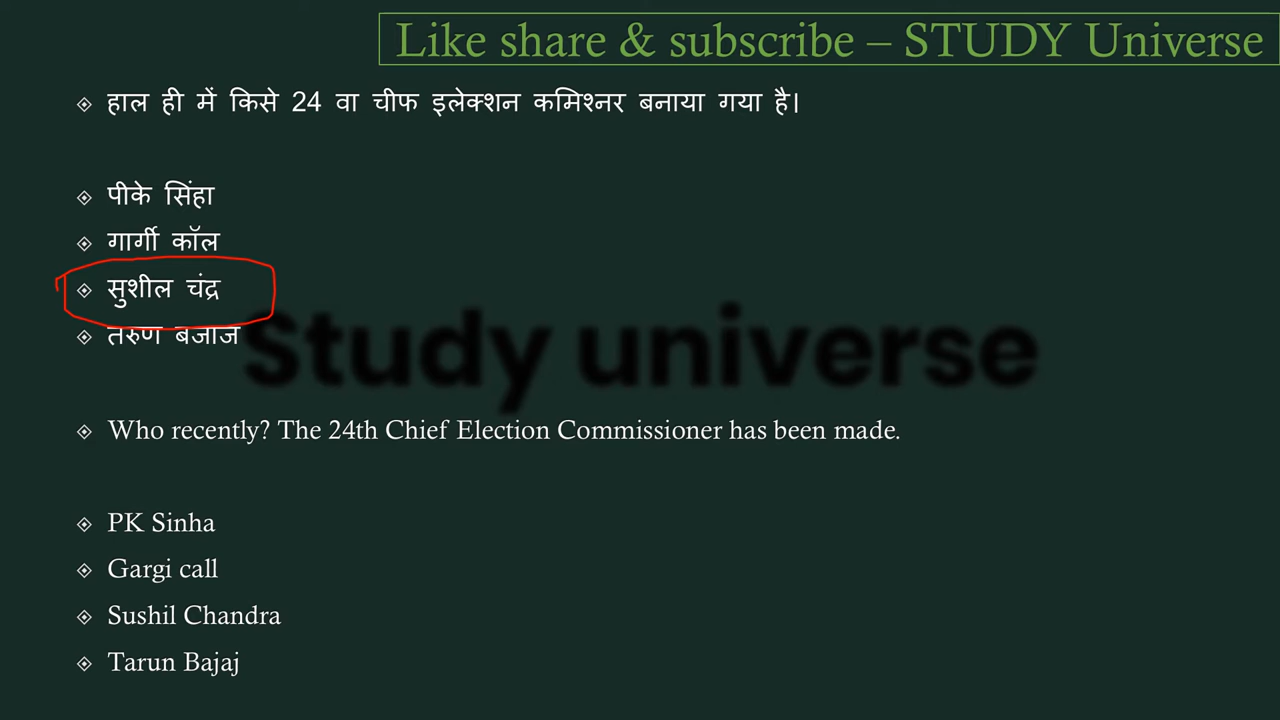 Like share & subscribe – STUDY Universe
हाल ही में किसे 24 वा चीफ इलेक्शन कमिश्नर बनाया गया है।
पीके सिंहा
गार्गी कॉल
सुशील चंद्र
तरुण बजाज
Study universe
Who recently? The 24th Chief Election Commissioner has been made.
PK Sinha
Gargi call
Sushil Chandra
Tarun Bajaj